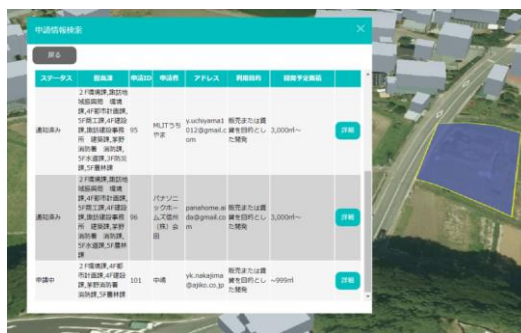 申請情報検索
戻る
ステータス 担当課 申請ID 申請者 アドレス 利用目的 開発予定面積
2F環境課,諏訪地
域振興局 環境
課,4F都市計画課,
5F商工課,4F建設
通知済み 課,諏訪建設事務 95 MLITうち
やま y.uchiyama1
012@gmail.c
om 販売または賃
貸を目的とし
た開発 3,000㎡~ 詳細
所 建築課,茅野
消防署 消防課,
5F水道課,3F防災
課,5F農林課
2F環境課,諏訪地
域振興局 環境
課,4F都市計画課,
5F商工課,4F建設
通知済み 課,諏訪建設事務 96 パナソニ
ックホー
ムズ信州
(株)会
田 panahome.ai
da@gmail.co
m 販売または賃
貸を目的とし
た開発 3,000㎡~ 詳細
所 建築課,茅野
消防署 消防課,
5F水道課,5F農林
課
2F環境課,4F都
市計画課,4F建設
申請中 課,茅野消防署
消防課,5F農林課 101 中嶋 yk.nakajima
@ejiko.co.jp 販売または賃
貸を目的とし
た開発 ~999㎡ 詳細